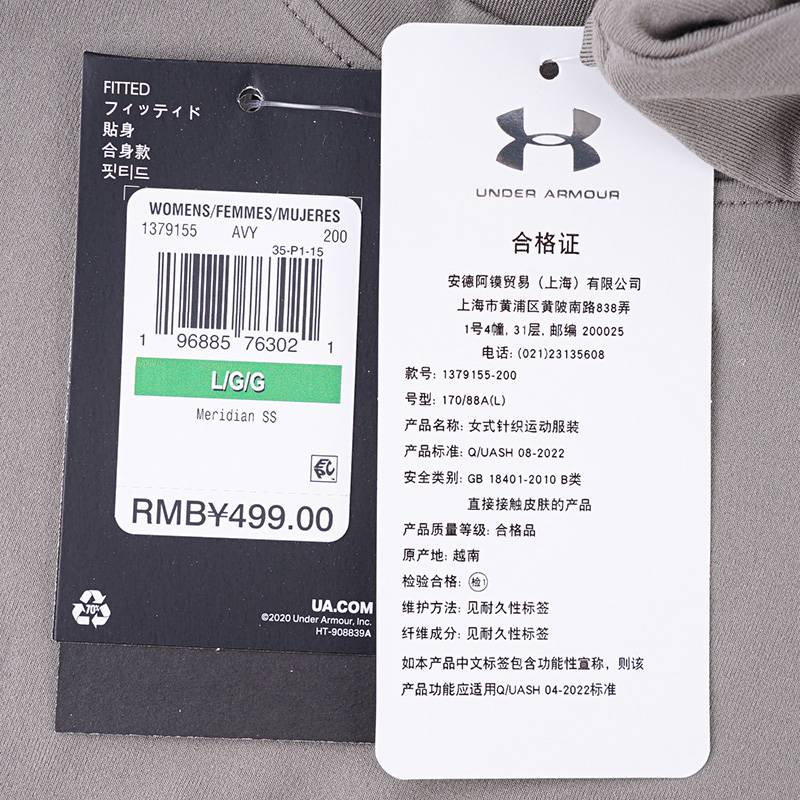 FITTED
フィッティド
貼身
合身款
핏티드
WOMENS/FEMMES/MUJERES
1379155 AVY 200
35-P1-15
1 96885 76302 1
L/G/G
Meridian SS
RMB¥499.00
70%
UA.COM
©2020 Under Armour, Inc.
HT-908839A
UNDER ARMOUR
合格证
安德阿镆贸易（上海）有限公司
上海市黄浦区黄陂南路838弄
1号4幢, 31层, 邮编 200025
电话: (021)23135608
款号: 1379155-200
号型: 170/88A(L)
产品名称: 女式针织运动服装
产品标准: Q/UASH 08-2022
安全类别: GB 18401-2010 B类
直接接触皮肤的产品
产品质量等级: 合格品
原产地: 越南
检验合格: 检1
维护方法: 见耐久性标签
纤维成分: 见耐久性标签
如本产品中文标签包含功能性宣称, 则该
产品功能应适用Q/UASH 04-2022标准